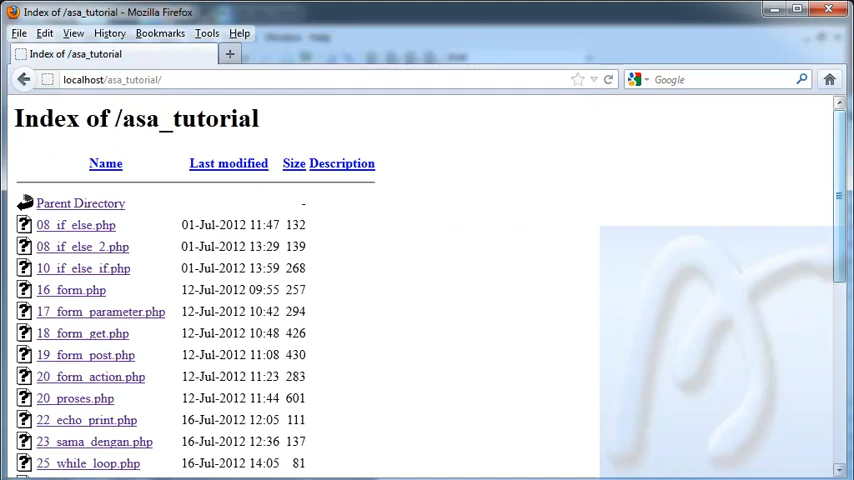 Index of /asa_tutorial - Mozilla Firefox
File Edit View History Bookmarks Tools Help
Index of /asa_tutorial
localhost/asa_tutorial/
Google
Index of /asa_tutorial
Name Last modified Size Description
Parent Directory -
08_if_else.php 01-Jul-2012 11:47 132
08_if_else_2.php 01-Jul-2012 13:29 139
10_if_else_if.php 01-Jul-2012 13:59 268
16_form.php 12-Jul-2012 09:55 257
17_form_parameter.php 12-Jul-2012 10:42 294
18_form_get.php 12-Jul-2012 10:48 426
19_form_post.php 12-Jul-2012 11:08 430
20_form_action.php 12-Jul-2012 11:23 283
20_proses.php 12-Jul-2012 11:44 601
22_echo_print.php 16-Jul-2012 12:05 111
23_sama_dengan.php 16-Jul-2012 12:36 137
25_while_loop.php 16-Jul-2012 14:05 81